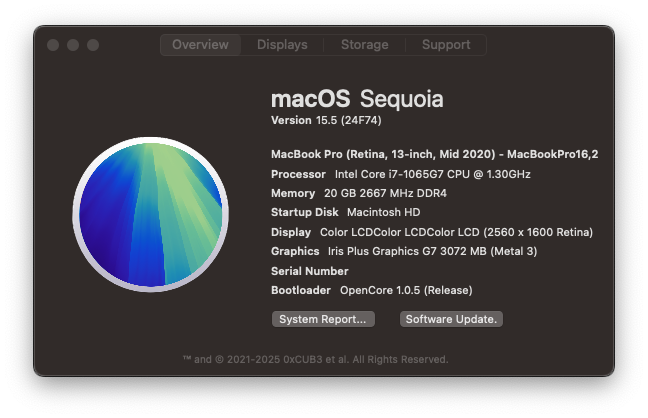 Overview Displays Storage Support
macOS Sequoia
Version 15.5 (24F74)
MacBook Pro (Retina, 13-inch, Mid 2020) - MacBookPro16,2
Processor Intel Core i7-1065G7 CPU @ 1.30GHz
Memory 20 GB 2667 MHz DDR4
Startup Disk Macintosh HD
Display Color LCDColor LCDColor LCD (2560 x 1600 Retina)
Graphics Iris Plus Graphics G7 3072 MB (Metal 3)
Serial Number
Bootloader OpenCore 1.0.5 (Release)
System Report... Software Update.
™ and © 2021-2025 0xCUB3 et al. All Rights Reserved.